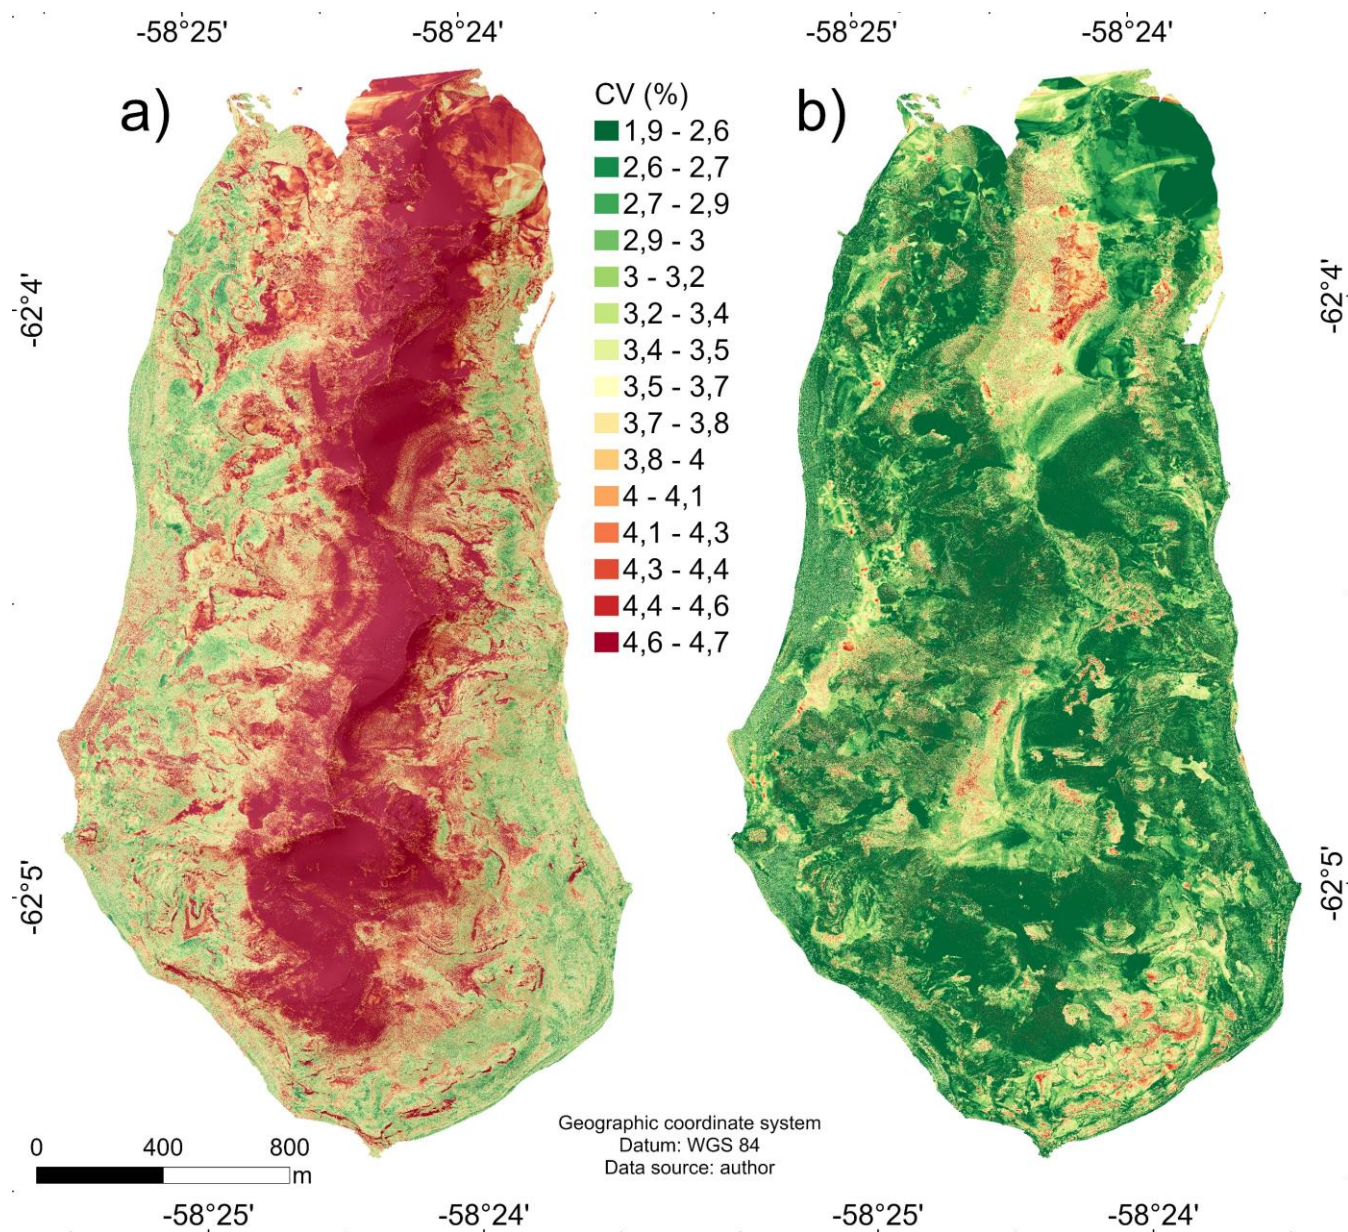 -58°25' -58°24' -58°25' -58°24'
a) CV (%) b)
1,9 - 2,6
2,6 - 2,7
2,7 - 2,9
2,9 - 3
3 - 3,2
3,2 - 3,4
3,4 - 3,5
3,5 - 3,7
3,7 - 3,8
3,8 - 4
4 - 4,1
4,1 - 4,3
4,3 - 4,4
4,4 - 4,6
4,6 - 4,7
-62°4' -62°4'
-62°5' -62°5'
Geographic coordinate system
Datum: WGS 84
Data source: author
0 400 800
m
-58°25' -58°24' -58°25' -58°24'